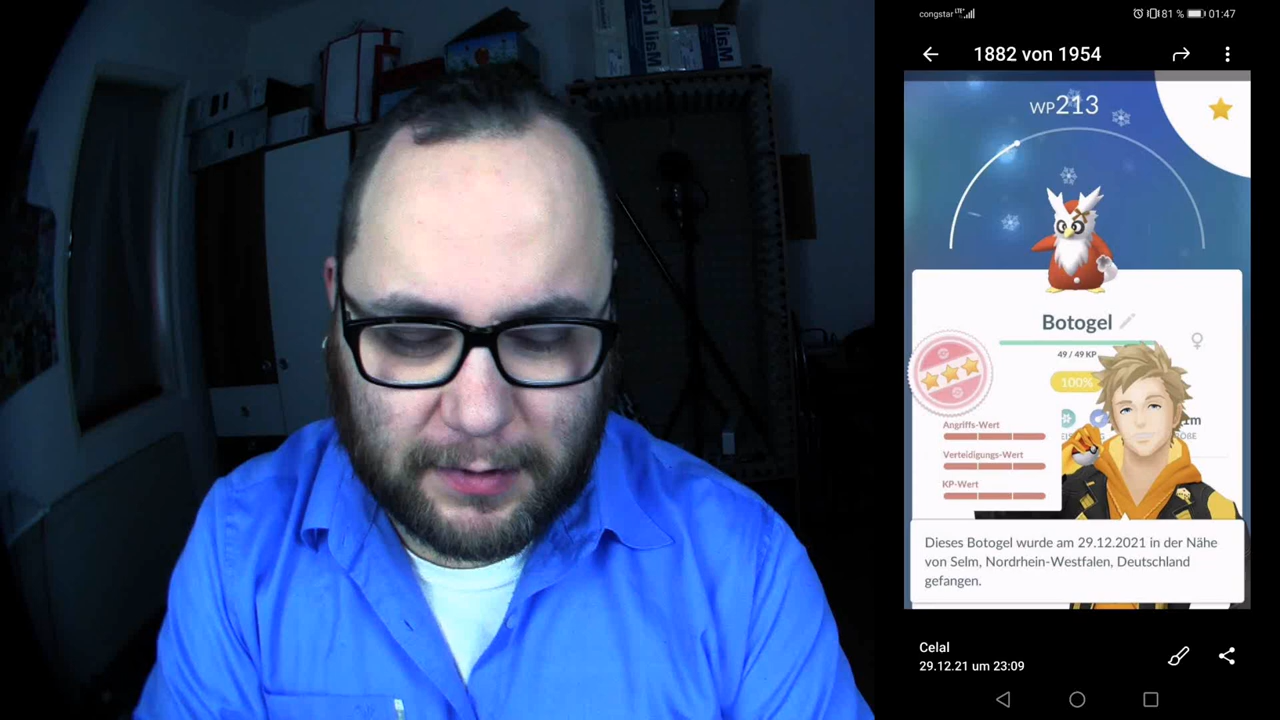 congstar
81 %
01:47
1882 von 1954
WP213
Botogel
49 / 49 KP
100%
Angriffs-Wert
Verteidigungs-Wert
KP-Wert
Dieses Botogel wurde am 29.12.2021 in der Nähe
von Selm, Nordrhein-Westfalen, Deutschland
gefangen.
Celal
29.12.21 um 23:09
Mail
Mail